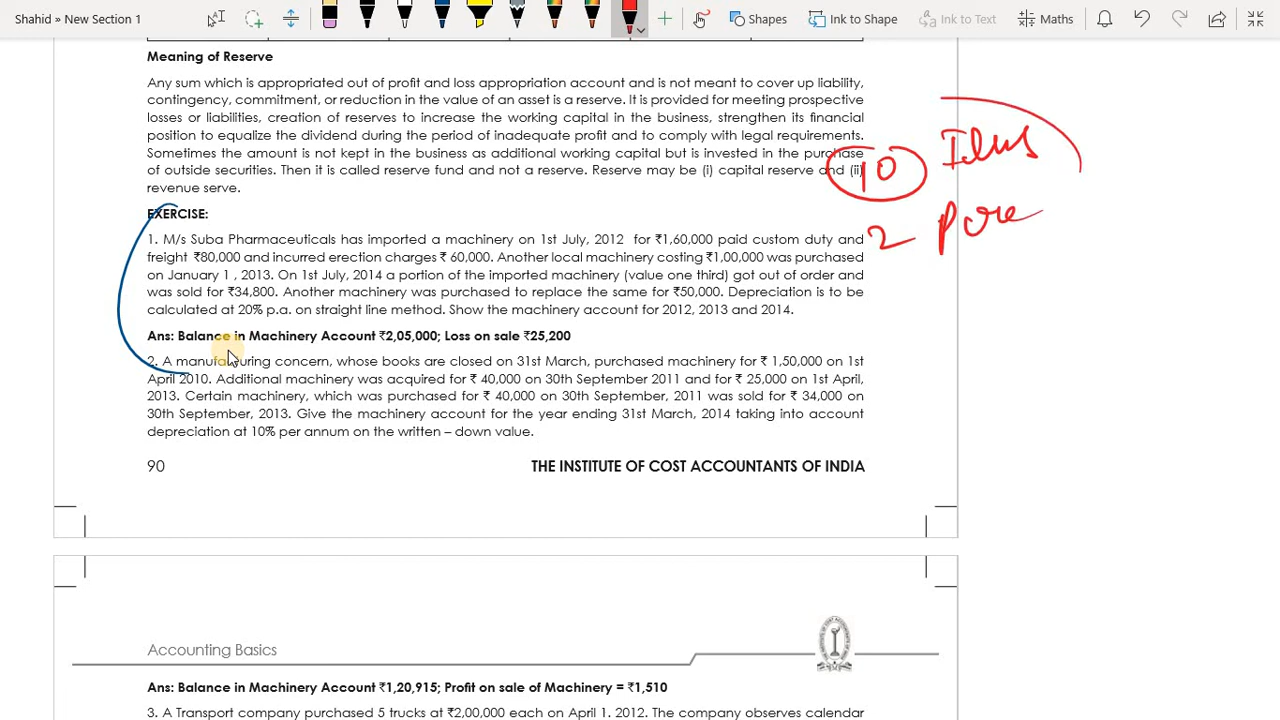 Shahid » New Section 1
Shapes
Ink to Shape
Ink to Text
Maths
Meaning of Reserve
Any sum which is appropriated out of profit and loss appropriation account and is not meant to cover up liability,
contingency, commitment, or reduction in the value of an asset is a reserve. It is provided for meeting prospective
losses or liabilities, creation of reserves to increase the working capital in the business, strengthen its financial
position to equalize the dividend during the period of inadequate profit and to comply with legal requirements.
Sometimes the amount is not kept in the business as additional working capital but is invested in the purchase
of outside securities. Then it is called reserve fund and not a reserve. Reserve may be (i) capital reserve and (ii)
revenue serve.
10
2
EXERCISE:
1. M/s Suba Pharmaceuticals has imported a machinery on 1st July, 2012 for ₹1,60,000 paid custom duty and
freight ₹80,000 and incurred erection charges ₹ 60,000. Another local machinery costing ₹1,00,000 was purchased
on January 1 , 2013. On 1st July, 2014 a portion of the imported machinery (value one third) got out of order and
was sold for ₹34,800. Another machinery was purchased to replace the same for ₹50,000. Depreciation is to be
calculated at 20% p.a. on straight line method. Show the machinery account for 2012, 2013 and 2014.
Ans: Balance in Machinery Account ₹2,05,000; Loss on sale ₹25,200
2. A manufacturing concern, whose books are closed on 31st March, purchased machinery for ₹ 1,50,000 on 1st
April 2010. Additional machinery was acquired for ₹ 40,000 on 30th September 2011 and for ₹ 25,000 on 1st April,
2013. Certain machinery, which was purchased for ₹ 40,000 on 30th September, 2011 was sold for ₹ 34,000 on
30th September, 2013. Give the machinery account for the year ending 31st March, 2014 taking into account
depreciation at 10% per annum on the written – down value.
90
THE INSTITUTE OF COST ACCOUNTANTS OF INDIA
Accounting Basics
Ans: Balance in Machinery Account ₹1,20,915; Profit on sale of Machinery = ₹1,510
3. A Transport company purchased 5 trucks at ₹2,00,000 each on April 1. 2012. The company observes calendar